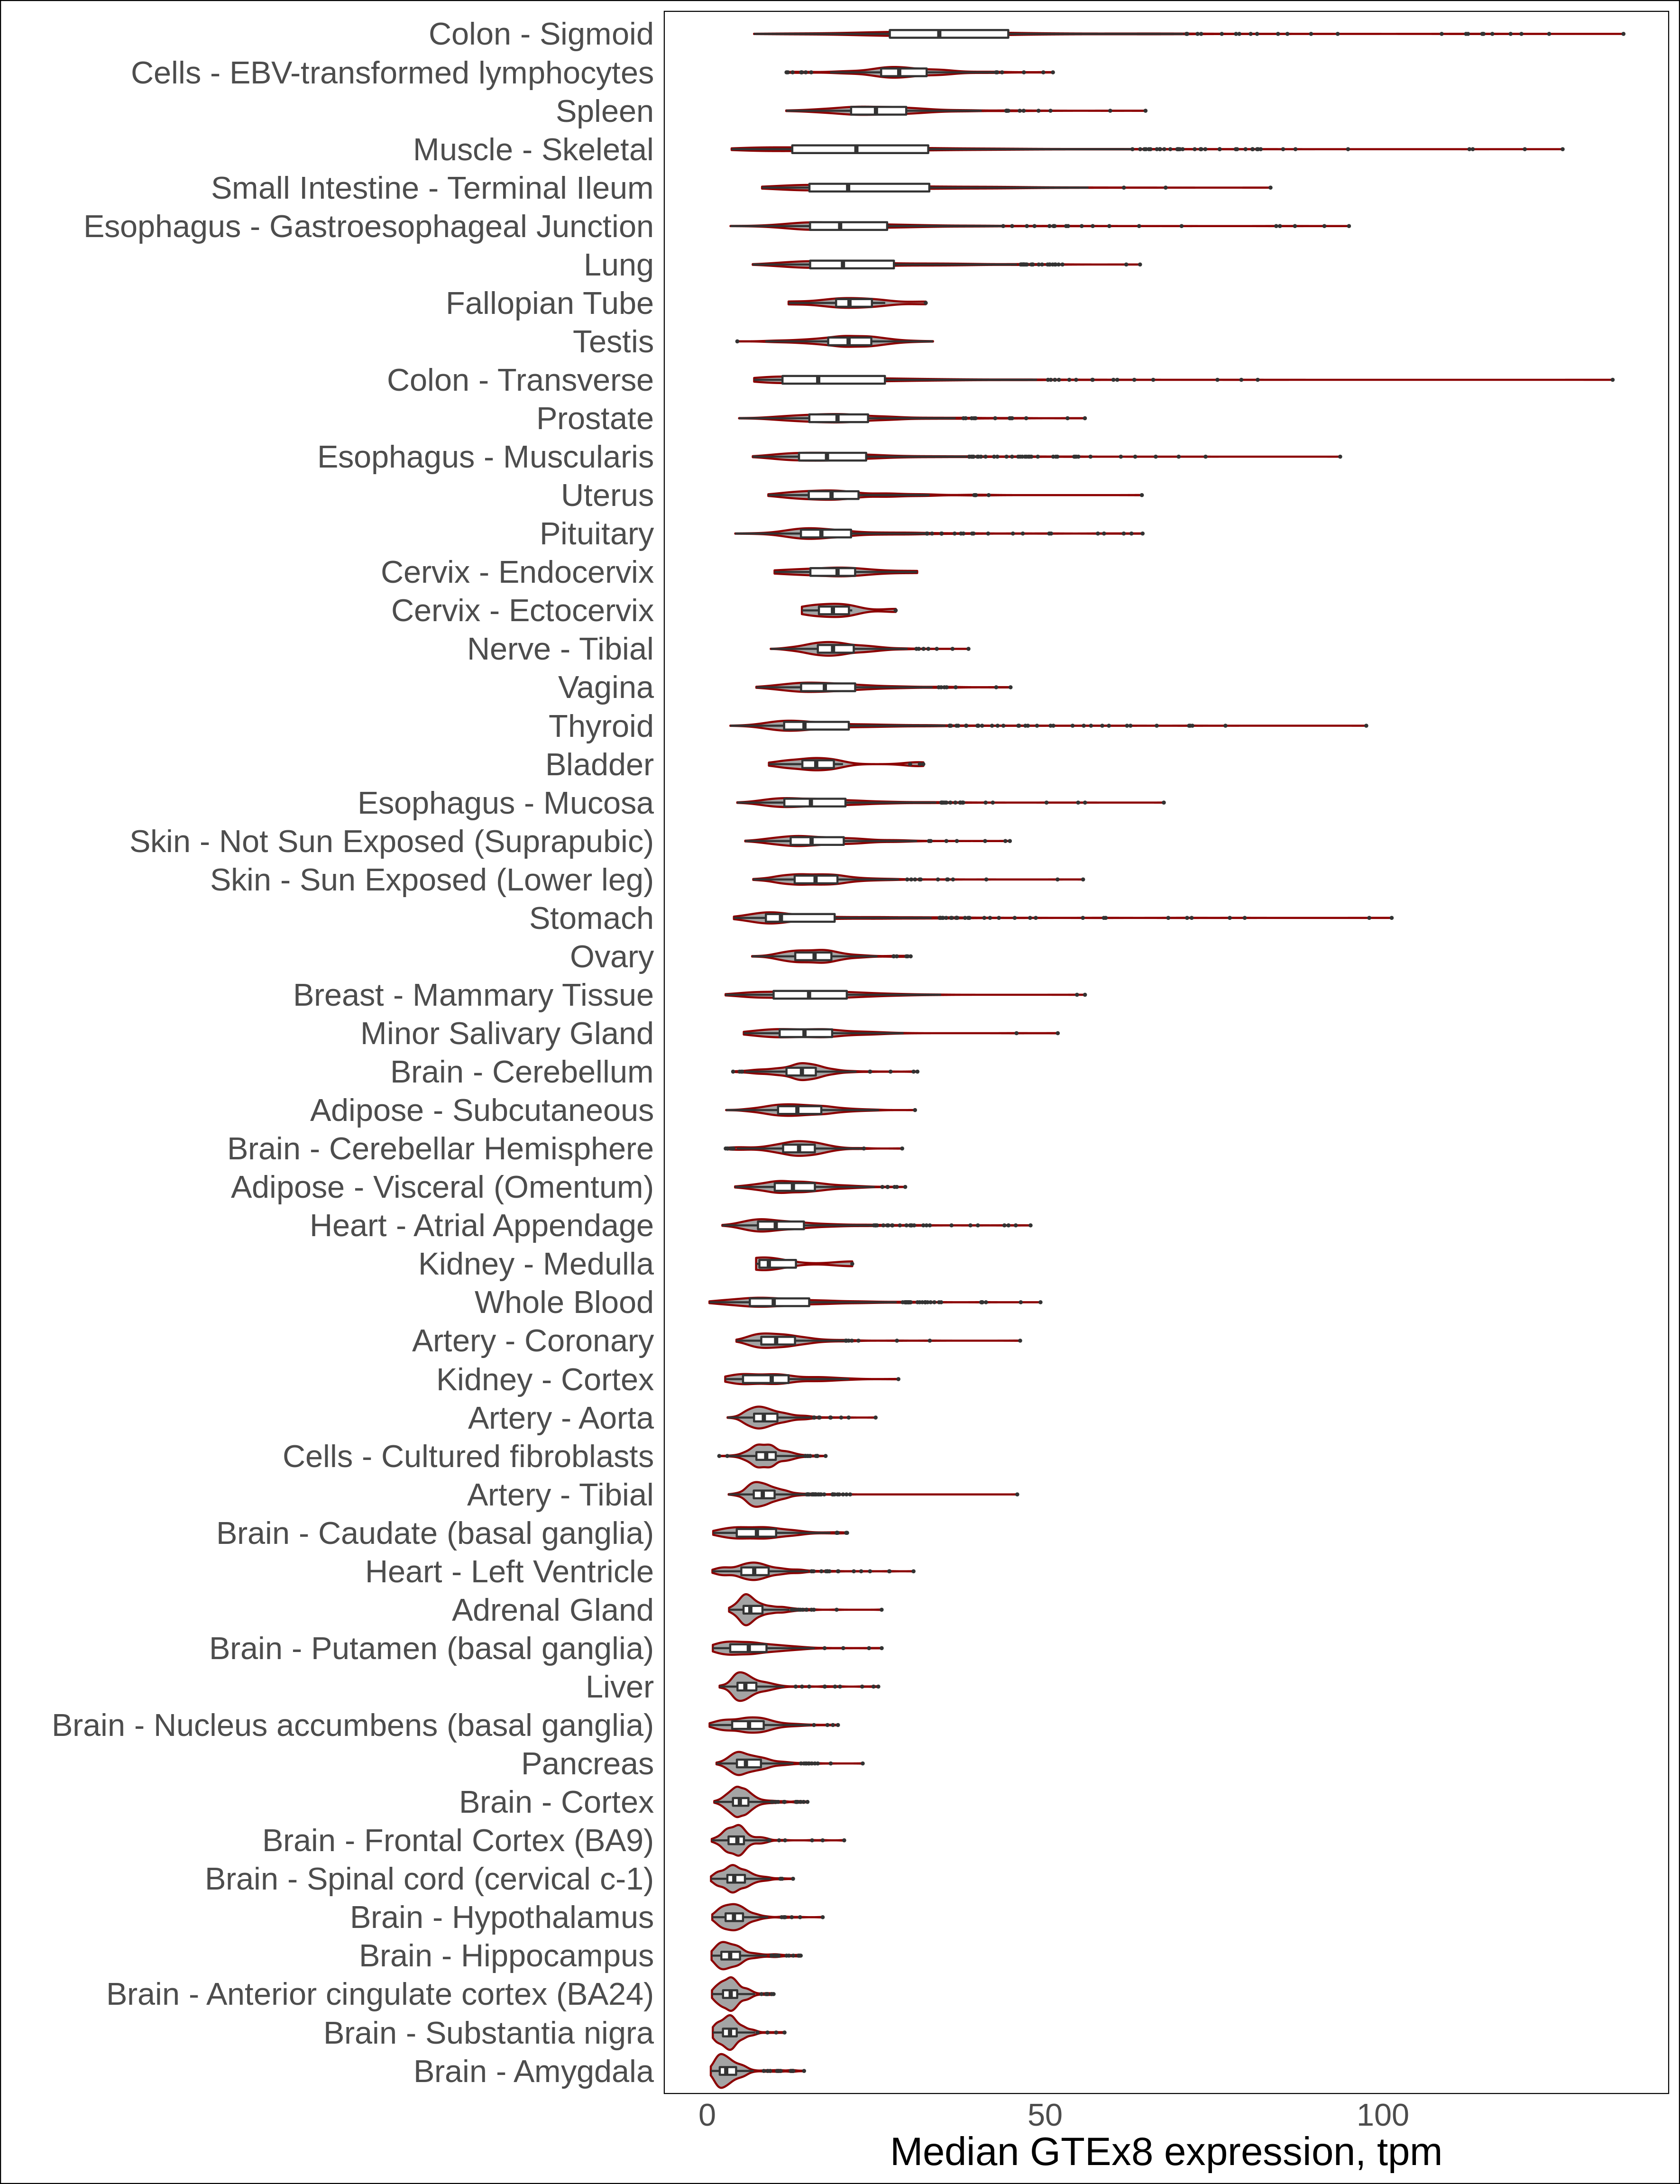 Colon - Sigmoid
Cells - EBV-transformed lymphocytes
Spleen
Muscle - Skeletal
Small Intestine - Terminal Ileum
Esophagus - Gastroesophageal Junction
Lung
Fallopian Tube
Testis
Colon - Transverse
Prostate
Esophagus - Muscularis
Uterus
Pituitary
Cervix - Endocervix
Cervix - Ectocervix
Nerve - Tibial
Vagina
Thyroid
Bladder
Esophagus - Mucosa
Skin - Not Sun Exposed (Suprapubic)
Skin - Sun Exposed (Lower leg)
Stomach
Ovary
Breast - Mammary Tissue
Minor Salivary Gland
Brain - Cerebellum
Adipose - Subcutaneous
Brain - Cerebellar Hemisphere
Adipose - Visceral (Omentum)
Heart - Atrial Appendage
Kidney - Medulla
Whole Blood
Artery - Coronary
Kidney - Cortex
Artery - Aorta
Cells - Cultured fibroblasts
Artery - Tibial
Brain - Caudate (basal ganglia)
Heart - Left Ventricle
Adrenal Gland
Brain - Putamen (basal ganglia)
Liver
Brain - Nucleus accumbens (basal ganglia)
Pancreas
Brain - Cortex
Brain - Frontal Cortex (BA9)
Brain - Spinal cord (cervical c-1)
Brain - Hypothalamus
Brain - Hippocampus
Brain - Anterior cingulate cortex (BA24)
Brain - Substantia nigra
Brain - Amygdala
0 50 100
Median GTEx8 expression, tpm